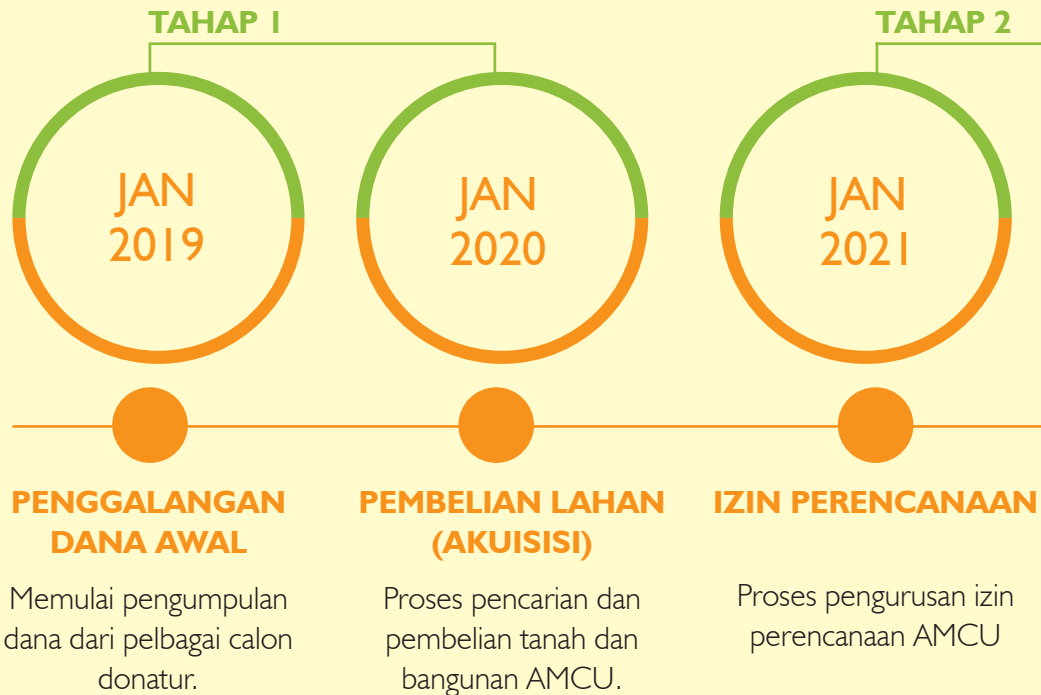 TAHAP 1
TAHAP 2
JAN
2019
JAN
2020
JAN
2021
PENGGALANGAN
DANA AWAL
Memulai pengumpulan
dana dari pelbagai calon
donatur.
PEMBELIAN LAHAN
(AKUISISI)
Proses pencarian dan
pembelian tanah dan
bangunan AMCU.
IZIN PERENCANAAN
Proses pengurusan izin
perencanaan AMCU